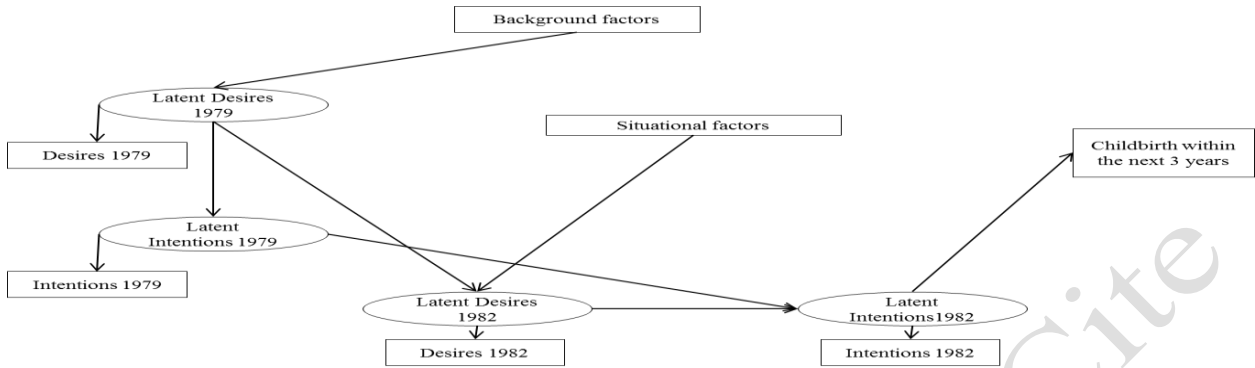 Background factors
Latent Desires
1979
Situational factors
Desires 1979
Childbirth within
the next 3 years
Latent
Intentions 1979
Intentions 1979
Latent Desires
1982
Latent
Intentions1982
Desires 1982
Intentions 1982
Cite